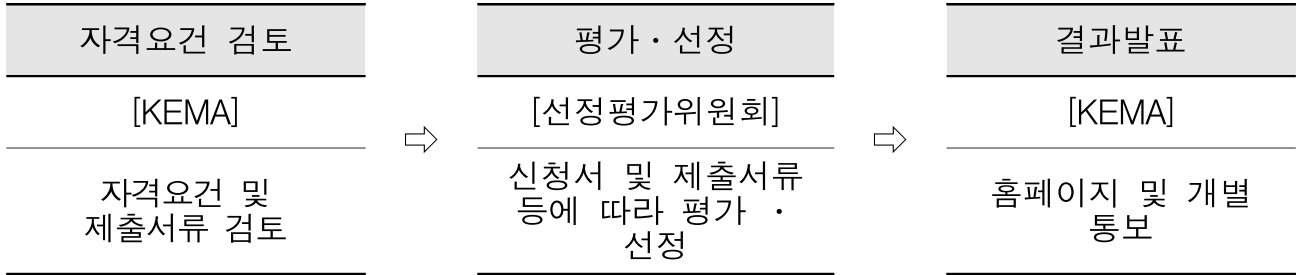 자격요건 검토
[KEMA]
자격요건 및
제출서류 검토
⇨
평가・선정
[선정평가위원회]
신청서 및 제출서류
등에 따라 평가 ・
선정
⇨
결과발표
[KEMA]
홈페이지 및 개별
통보